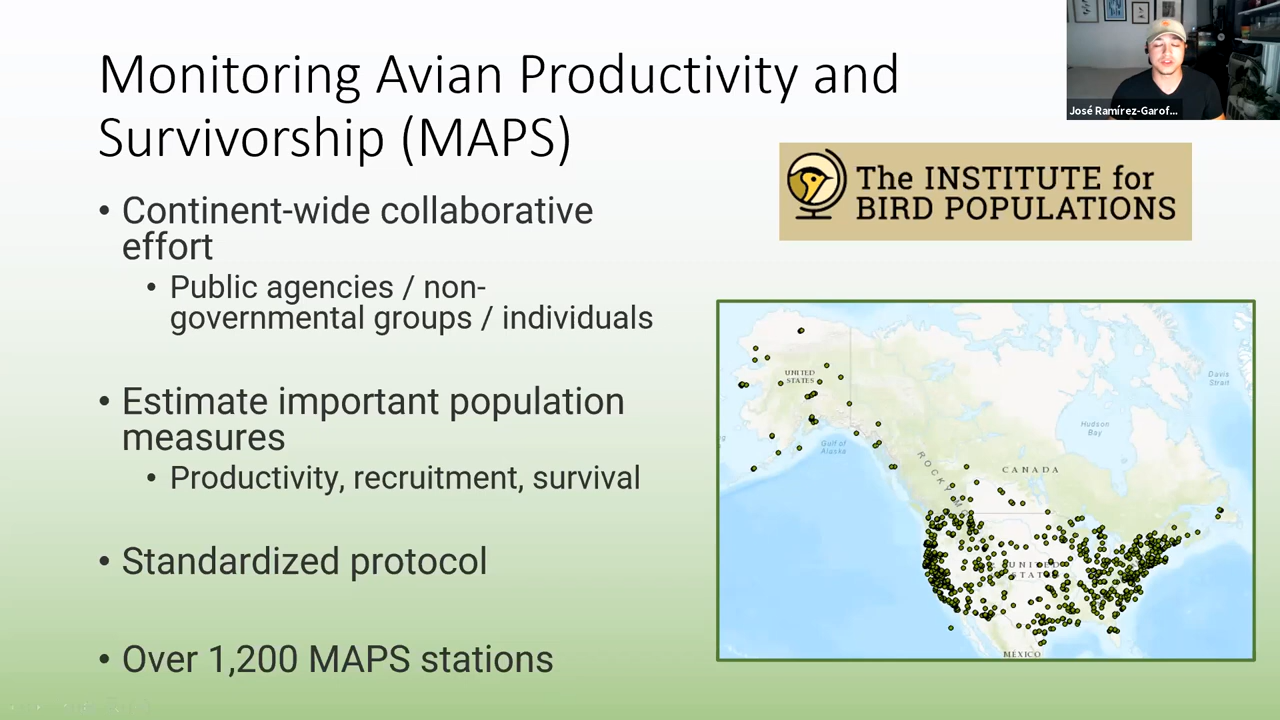 Monitoring Avian Productivity and
Survivorship (MAPS)
José Ramírez-Garof...
The INSTITUTE for
BIRD POPULATIONS
• Continent-wide collaborative
effort
• Public agencies / non-
governmental groups / individuals
• Estimate important population
measures
• Productivity, recruitment, survival
• Standardized protocol
• Over 1,200 MAPS stations
UNITED
STATES
Gulf of
Alaska
Davis
Strait
Hudson
Bay
CANADA
UNITED
STATES
MÉXICO